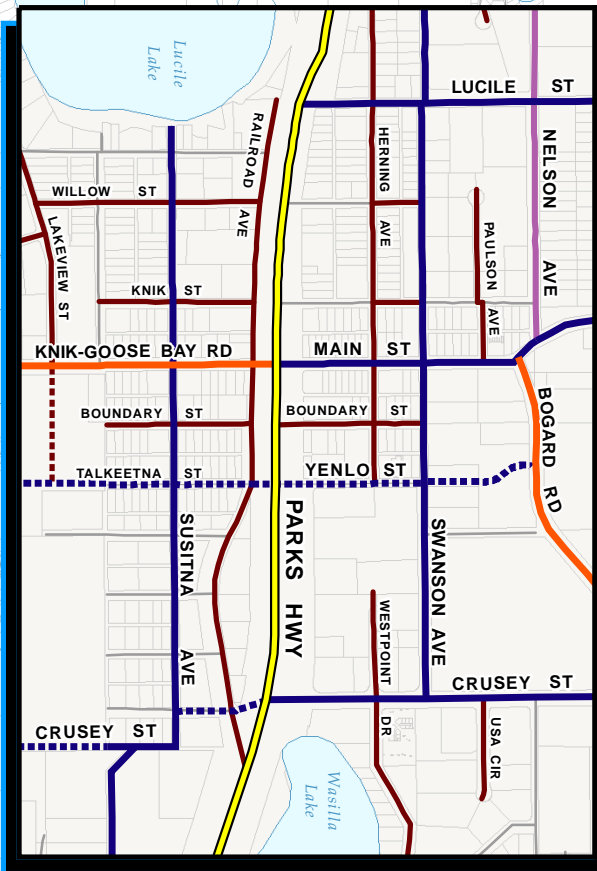 Lucile
Lake
LUCILE ST
RAILROAD AVE
HERNING AVE
NELSON AVE
WILLOW ST
LAKEVIEW ST
PAULSON AVE
KNIK ST
KNIK-GOOSE BAY RD
MAIN ST
BOUNDARY ST
BOUNDARY ST
BOGARD RD
TALKEETNA ST
YENLO ST
SUSITNA AVE
PARKS HWY
SWANSON AVE
WESTPOINT DR
CRUSEY ST
CRUSEY ST
USA CIR
Wasilla
Lake